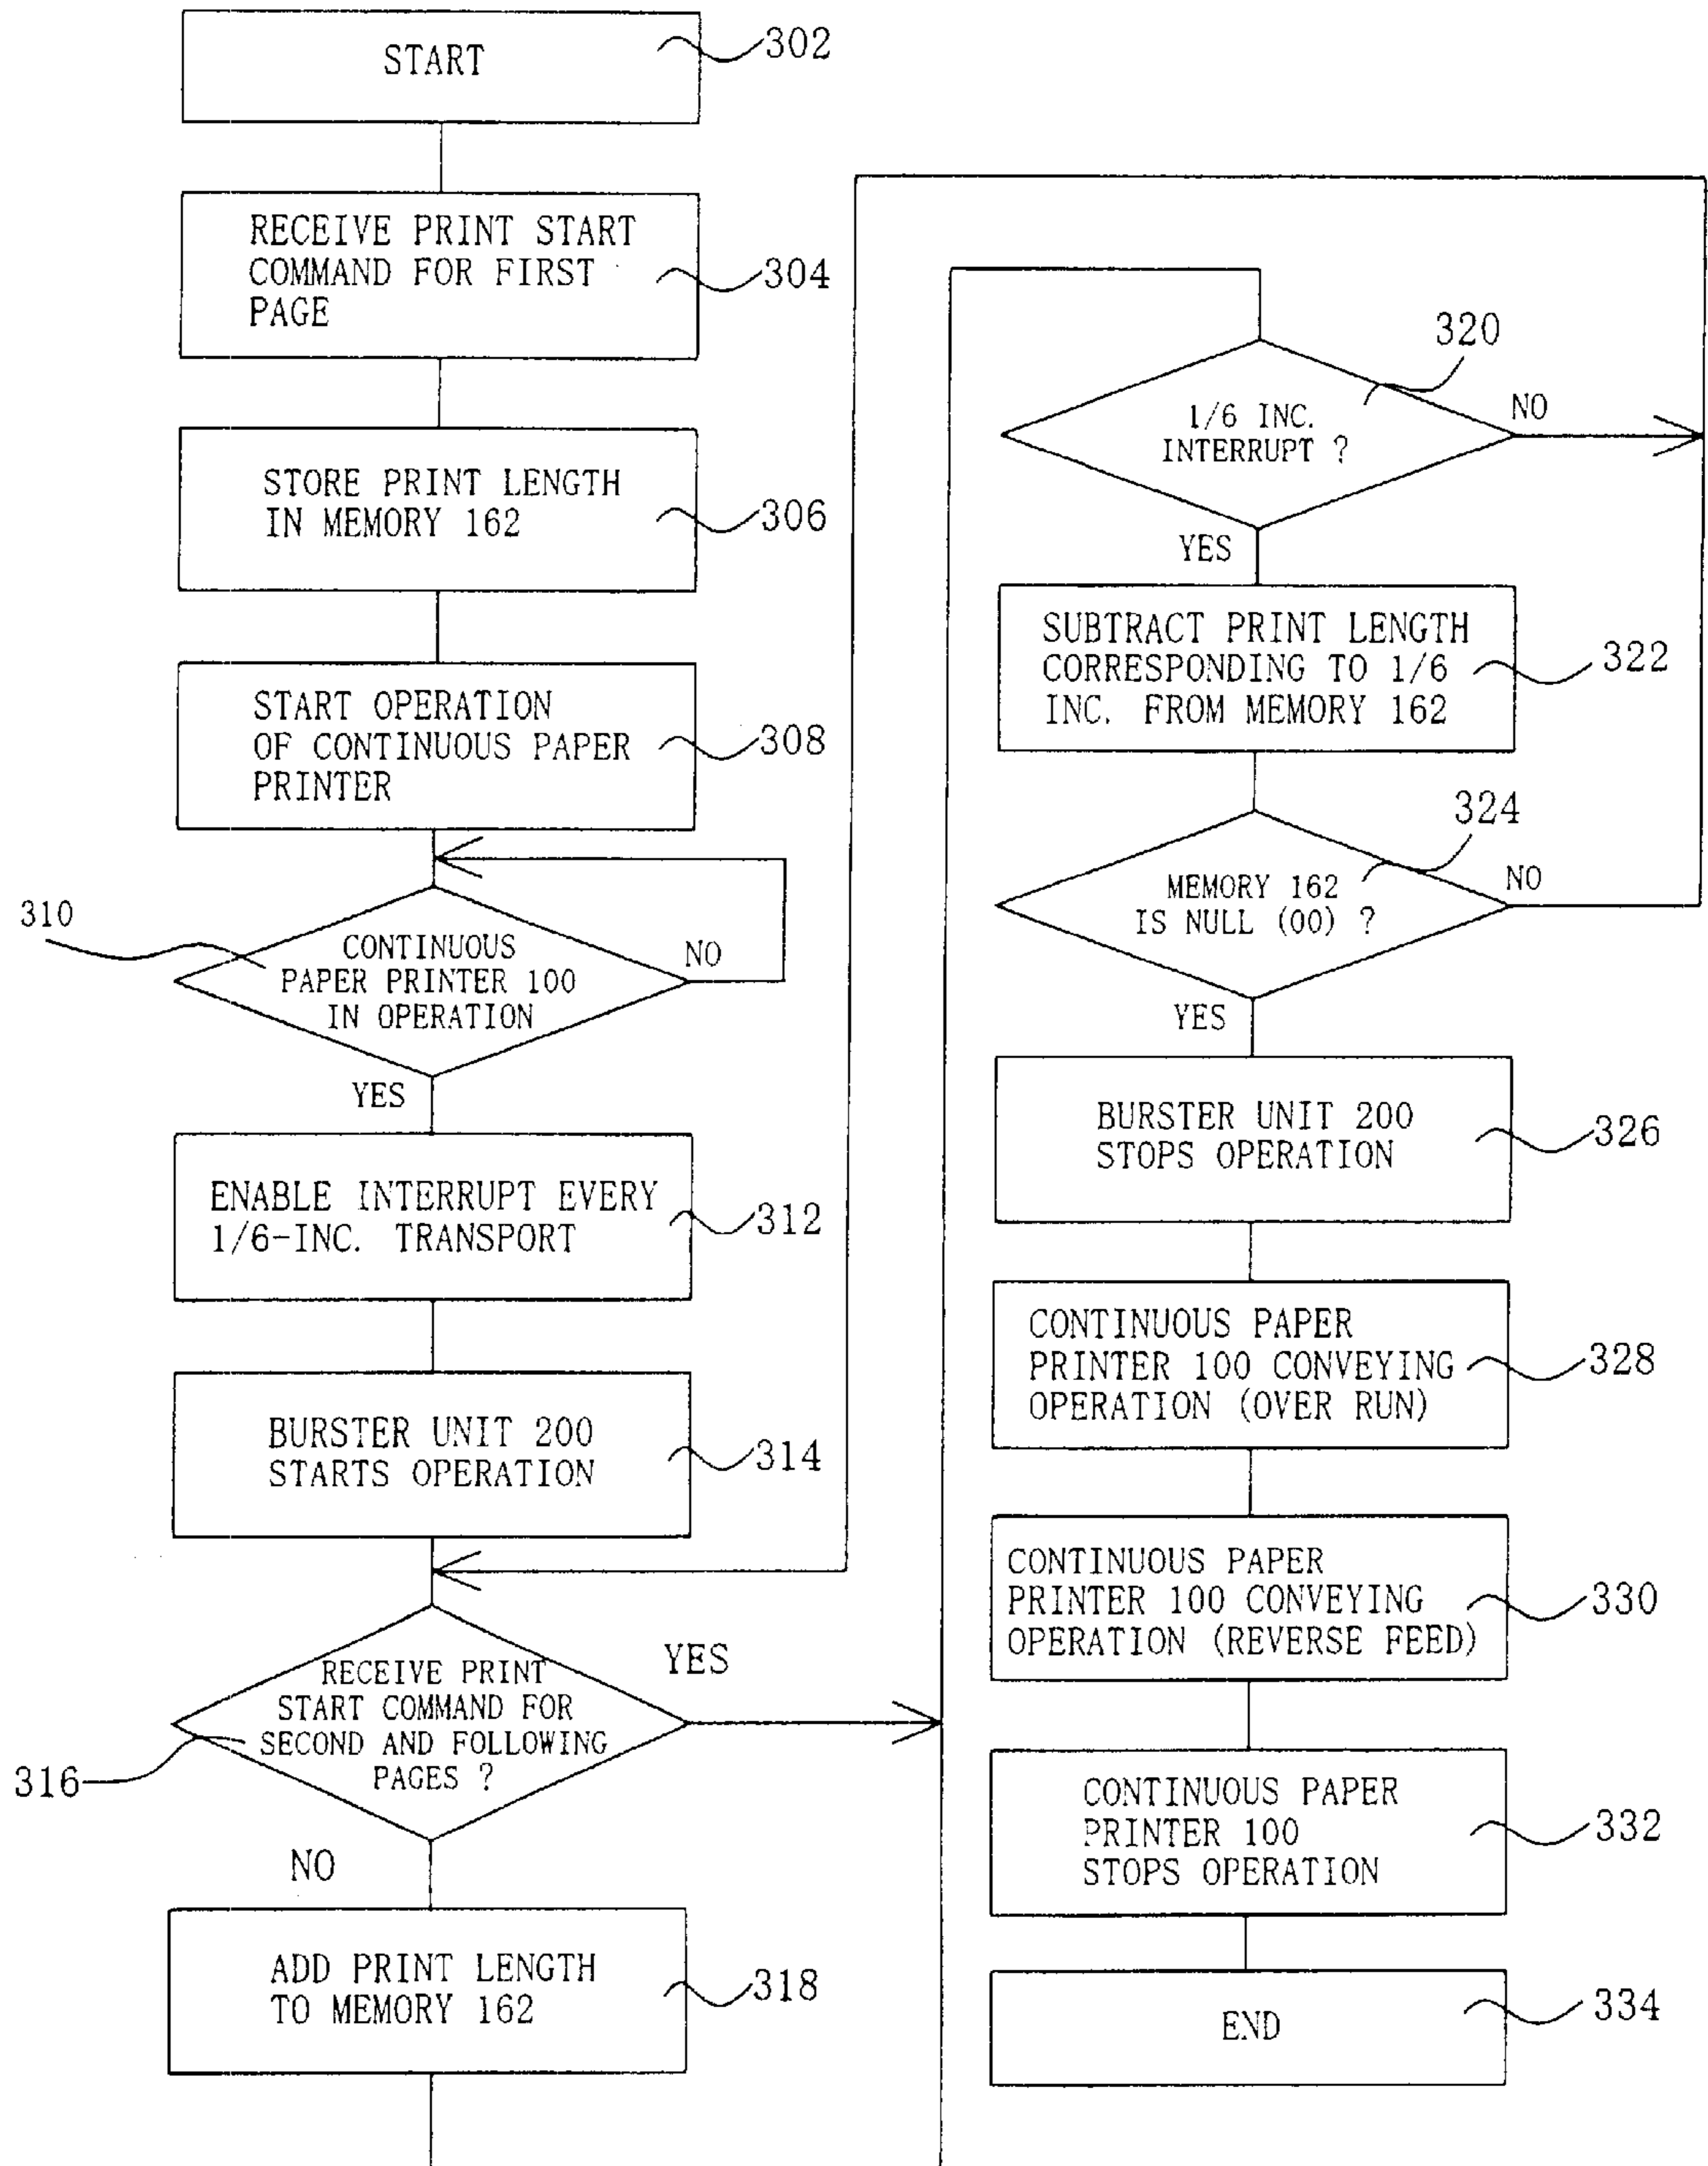 START
302
RECEIVE PRINT START
COMMAND FOR FIRST
PAGE
304
STORE PRINT LENGTH
IN MEMORY 162
306
START OPERATION
OF CONTINUOUS PAPER
PRINTER
308
310
CONTINUOUS
PAPER PRINTER 100
IN OPERATION
NO
YES
ENABLE INTERRUPT EVERY
1/6-INC. TRANSPORT
312
BURSTER UNIT 200
STARTS OPERATION
314
RECEIVE PRINT
START COMMAND FOR
SECOND AND FOLLOWING
PAGES ?
316
YES
NO
ADD PRINT LENGTH
TO MEMORY 162
318
320
1/6 INC.
INTERRUPT ?
NO
YES
SUBTRACT PRINT LENGTH
CORRESPONDING TO 1/6
INC. FROM MEMORY 162
322
324
MEMORY 162
IS NULL (00) ?
NO
YES
BURSTER UNIT 200
STOPS OPERATION
326
CONTINUOUS PAPER
PRINTER 100 CONVEYING
OPERATION (OVER RUN)
328
CONTINUOUS PAPER
PRINTER 100 CONVEYING
OPERATION (REVERSE FEED)
330
CONTINUOUS PAPER
PRINTER 100
STOPS OPERATION
332
END
334